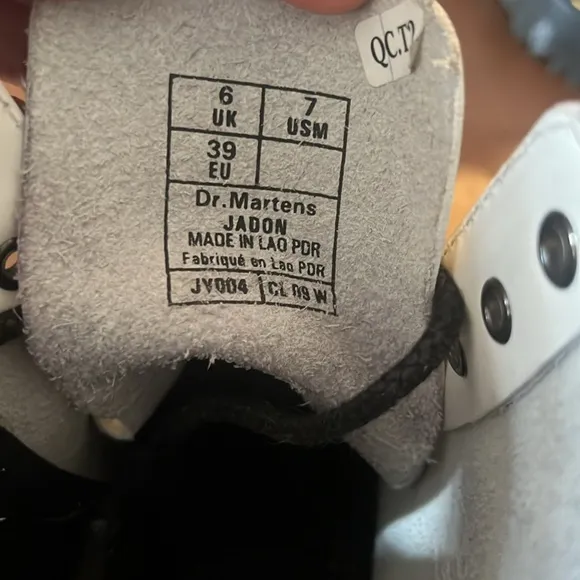 QC.T2
6 7
UK USM
39
EU
Dr.Martens
JADON
MADE IN LAO PDR
Fabriqué en Lao PDR
JY004 CL 09 W